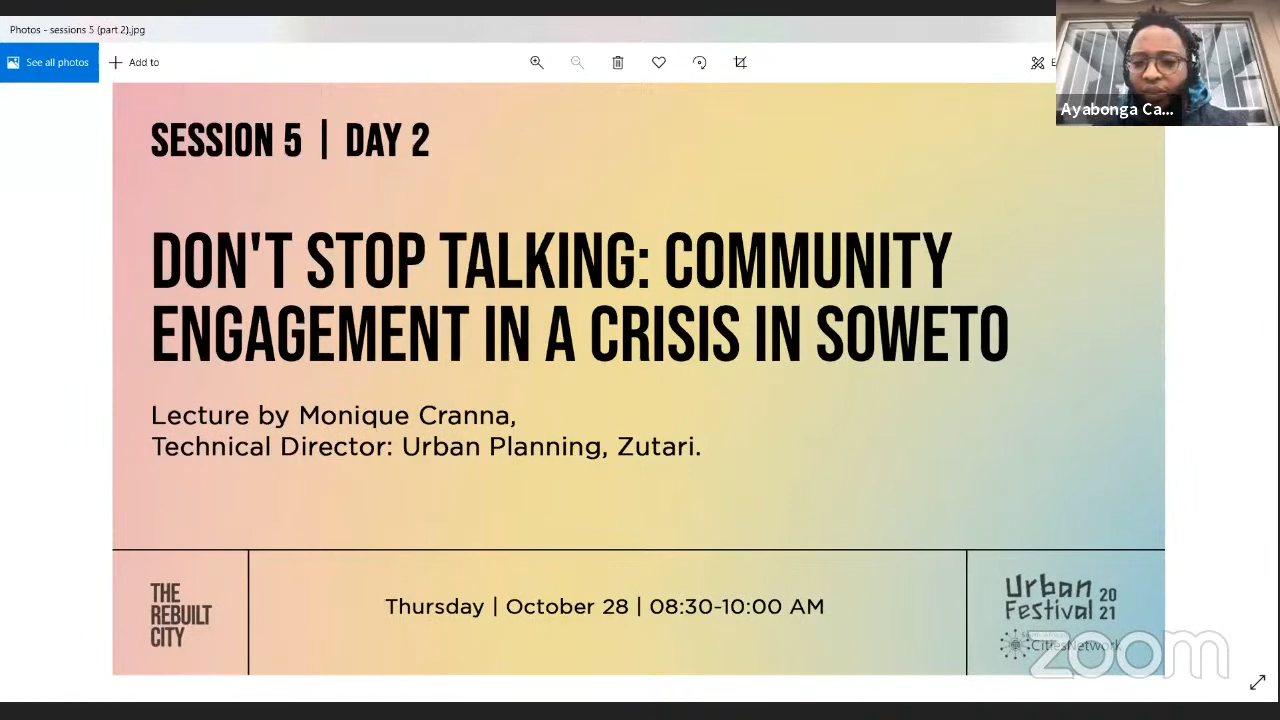 Photos - sessions 5 (part 2).jpg
See all photos
Add to
Ayabonga Ca...
SESSION 5 | DAY 2
DON'T STOP TALKING: COMMUNITY
ENGAGEMENT IN A CRISIS IN SOWETO
Lecture by Monique Cranna,
Technical Director: Urban Planning, Zutari.
THE
REBUILT
CITY
Thursday | October 28 | 08:30-10:00 AM
Urban 20
Festival 21
CitiesNetwork
zoom